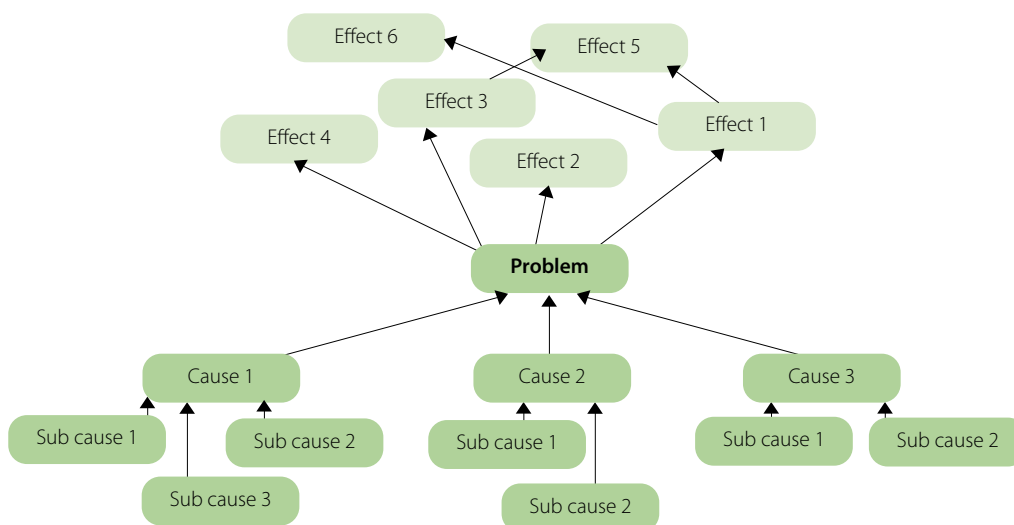 Effect 6
Effect 5
Effect 3
Effect 1
Effect 4
Effect 2
Problem
Cause 1
Cause 2
Cause 3
Sub cause 1
Sub cause 2
Sub cause 1
Sub cause 1
Sub cause 2
Sub cause 3
Sub cause 2